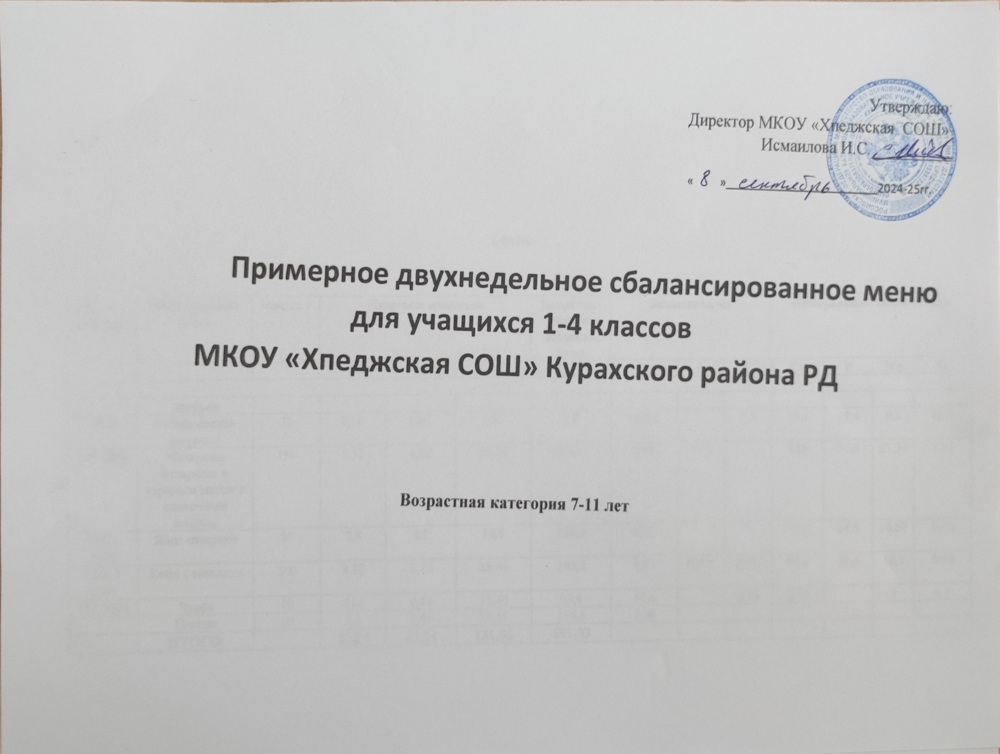 Утверждаю:
Директор МКОУ «Хпеджская СОШ»
Исмаилова И.С.
« 8 » сентябрь 2024-25гг.
Примерное двухнедельное сбалансированное меню
для учащихся 1-4 классов
МКОУ «Хпеджская СОШ» Курахского района РД
Возрастная категория 7-11 лет